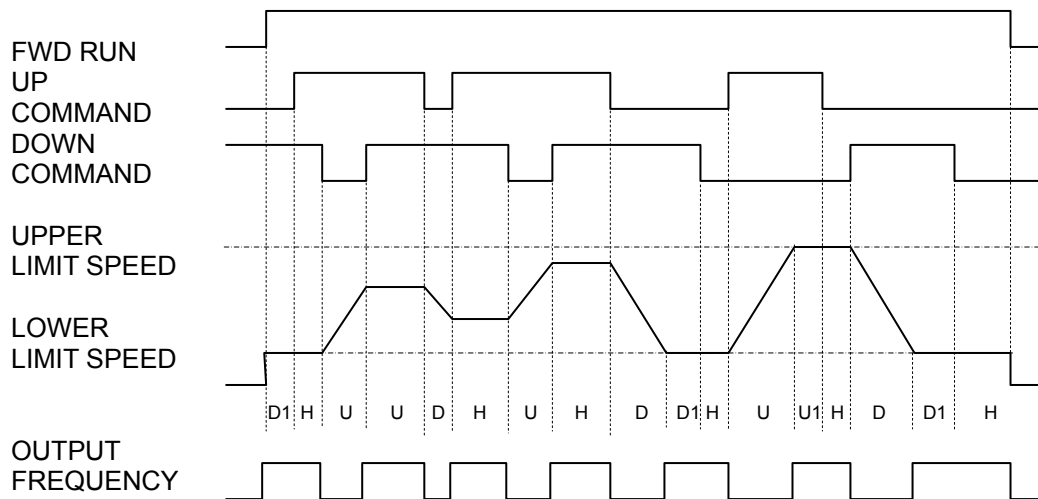 FWD RUN
UP
COMMAND
DOWN
COMMAND
UPPER
LIMIT SPEED
LOWER
LIMIT SPEED
D1 H U U D H U H D D1 H U U1 H D D1 H
OUTPUT
FREQUENCY